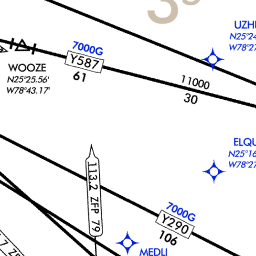 UZH
N25°24
W78°27
7000G
Y587
61
WOOZE
N25°25.56'
W78°43.17'
11000
30
ELQU
N25°16
W78°27
113.2 ZFP 79
7000G
Y290
106
MEDLI